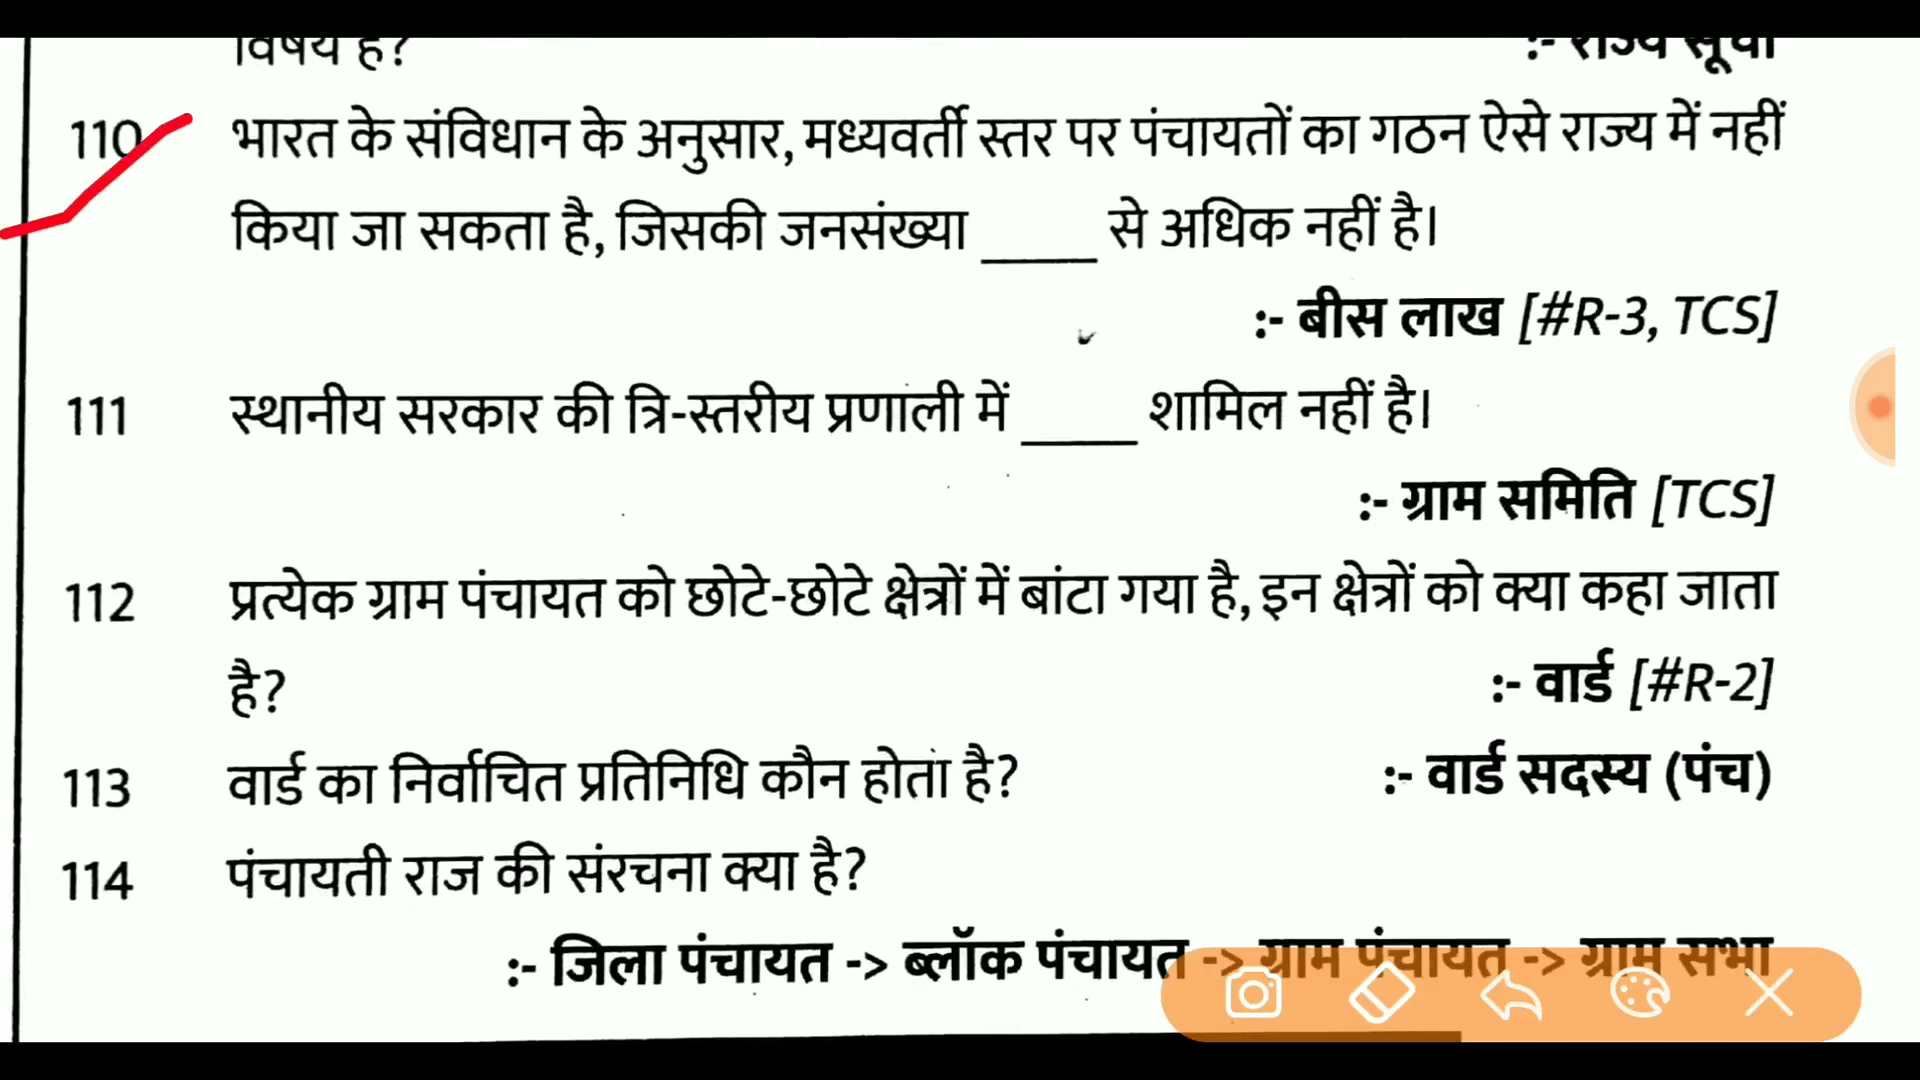 विषय है?
:- राज्य सूची
110 भारत के संविधान के अनुसार, मध्यवर्ती स्तर पर पंचायतों का गठन ऐसे राज्य में नहीं
किया जा सकता है, जिसकी जनसंख्या ____ से अधिक नहीं है।
:- बीस लाख [#R-3, TCS]
111 स्थानीय सरकार की त्रि-स्तरीय प्रणाली में ____ शामिल नहीं है।
:- ग्राम समिति [TCS]
112 प्रत्येक ग्राम पंचायत को छोटे-छोटे क्षेत्रों में बांटा गया है, इन क्षेत्रों को क्या कहा जाता
है? :- वार्ड [#R-2]
113 वार्ड का निर्वाचित प्रतिनिधि कौन होता है? :- वार्ड सदस्य (पंच)
114 पंचायती राज की संरचना क्या है?
:- जिला पंचायत -> ब्लॉक पंचायत -> ग्राम पंचायत -> ग्राम सभा